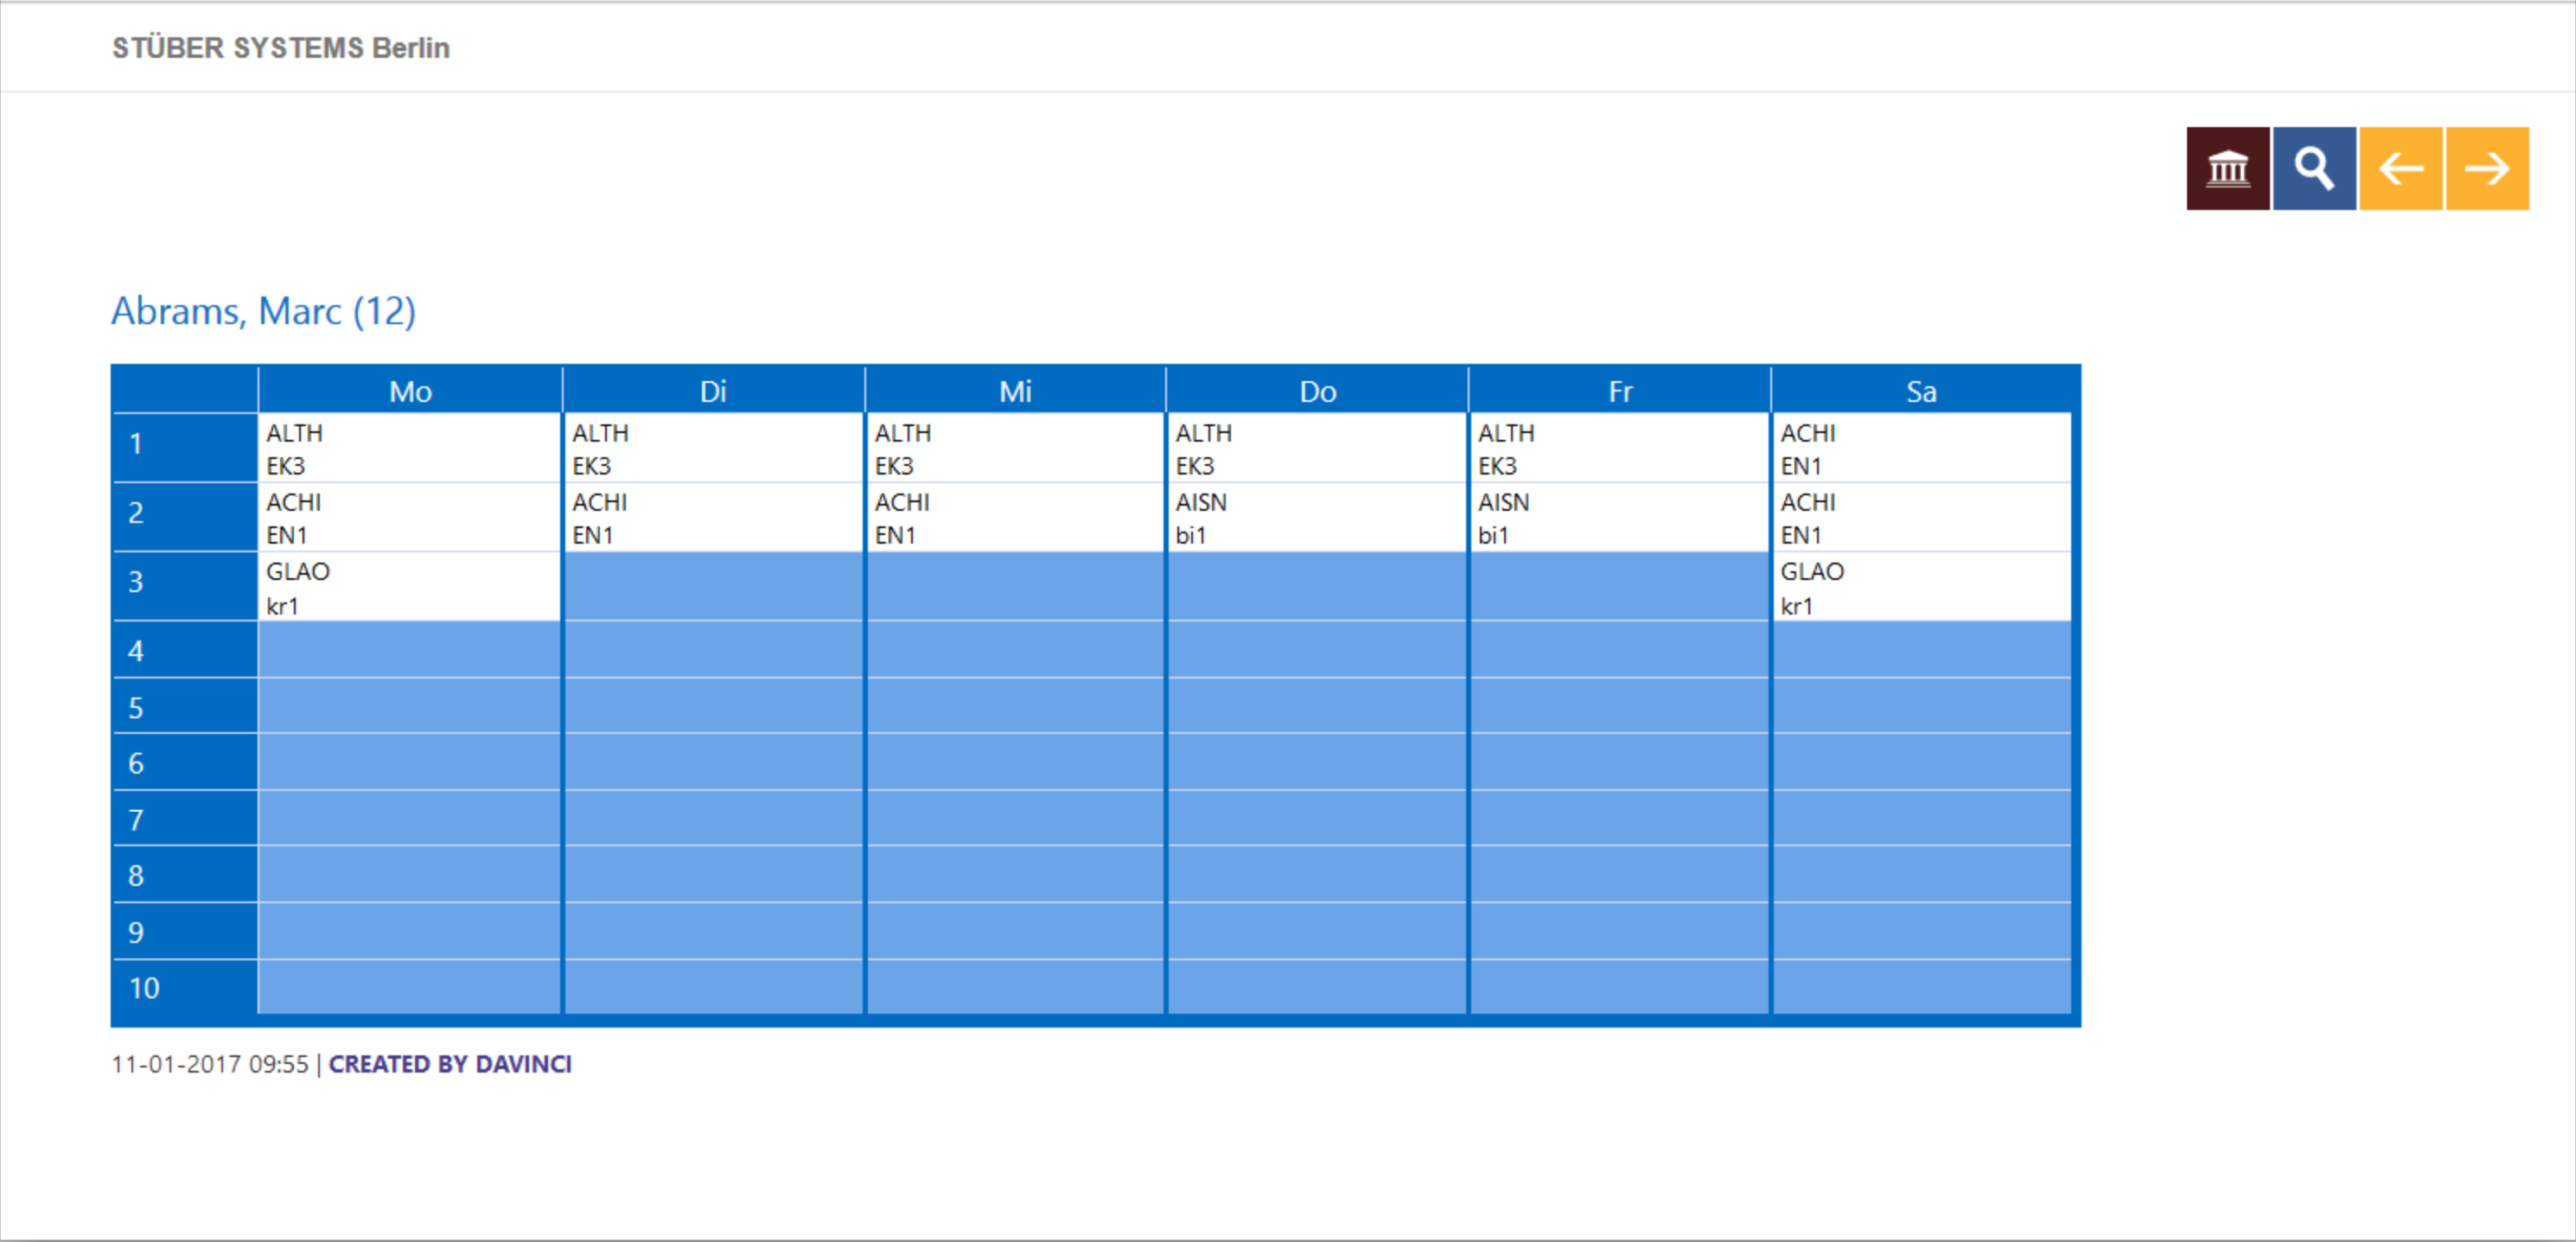 STÜBER SYSTEMS Berlin
Abrams, Marc (12)
Mo Di Mi Do Fr Sa
1 ALTH ALTH ALTH ALTH ALTH ACHI
EK3 EK3 EK3 EK3 EK3 EN1
2 ACHI ACHI ACHI AISN AISN ACHI
EN1 EN1 EN1 bi1 bi1 EN1
3 GLAO GLAO
kr1 kr1
4
5
6
7
8
9
10
11-01-2017 09:55 | CREATED BY DAVINCI